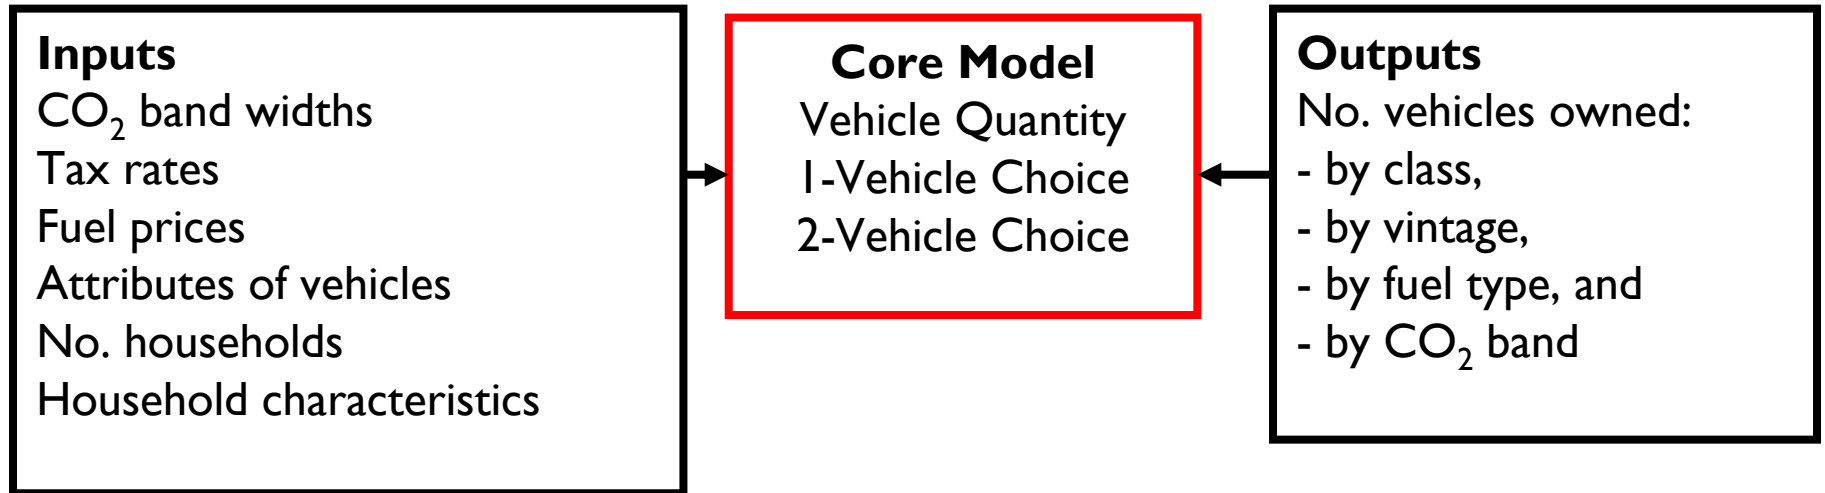 Inputs
CO₂ band widths
Tax rates
Fuel prices
Attributes of vehicles
No. households
Household characteristics
Core Model
Vehicle Quantity
1-Vehicle Choice
2-Vehicle Choice
Outputs
No. vehicles owned:
- by class,
- by vintage,
- by fuel type, and
- by CO₂ band